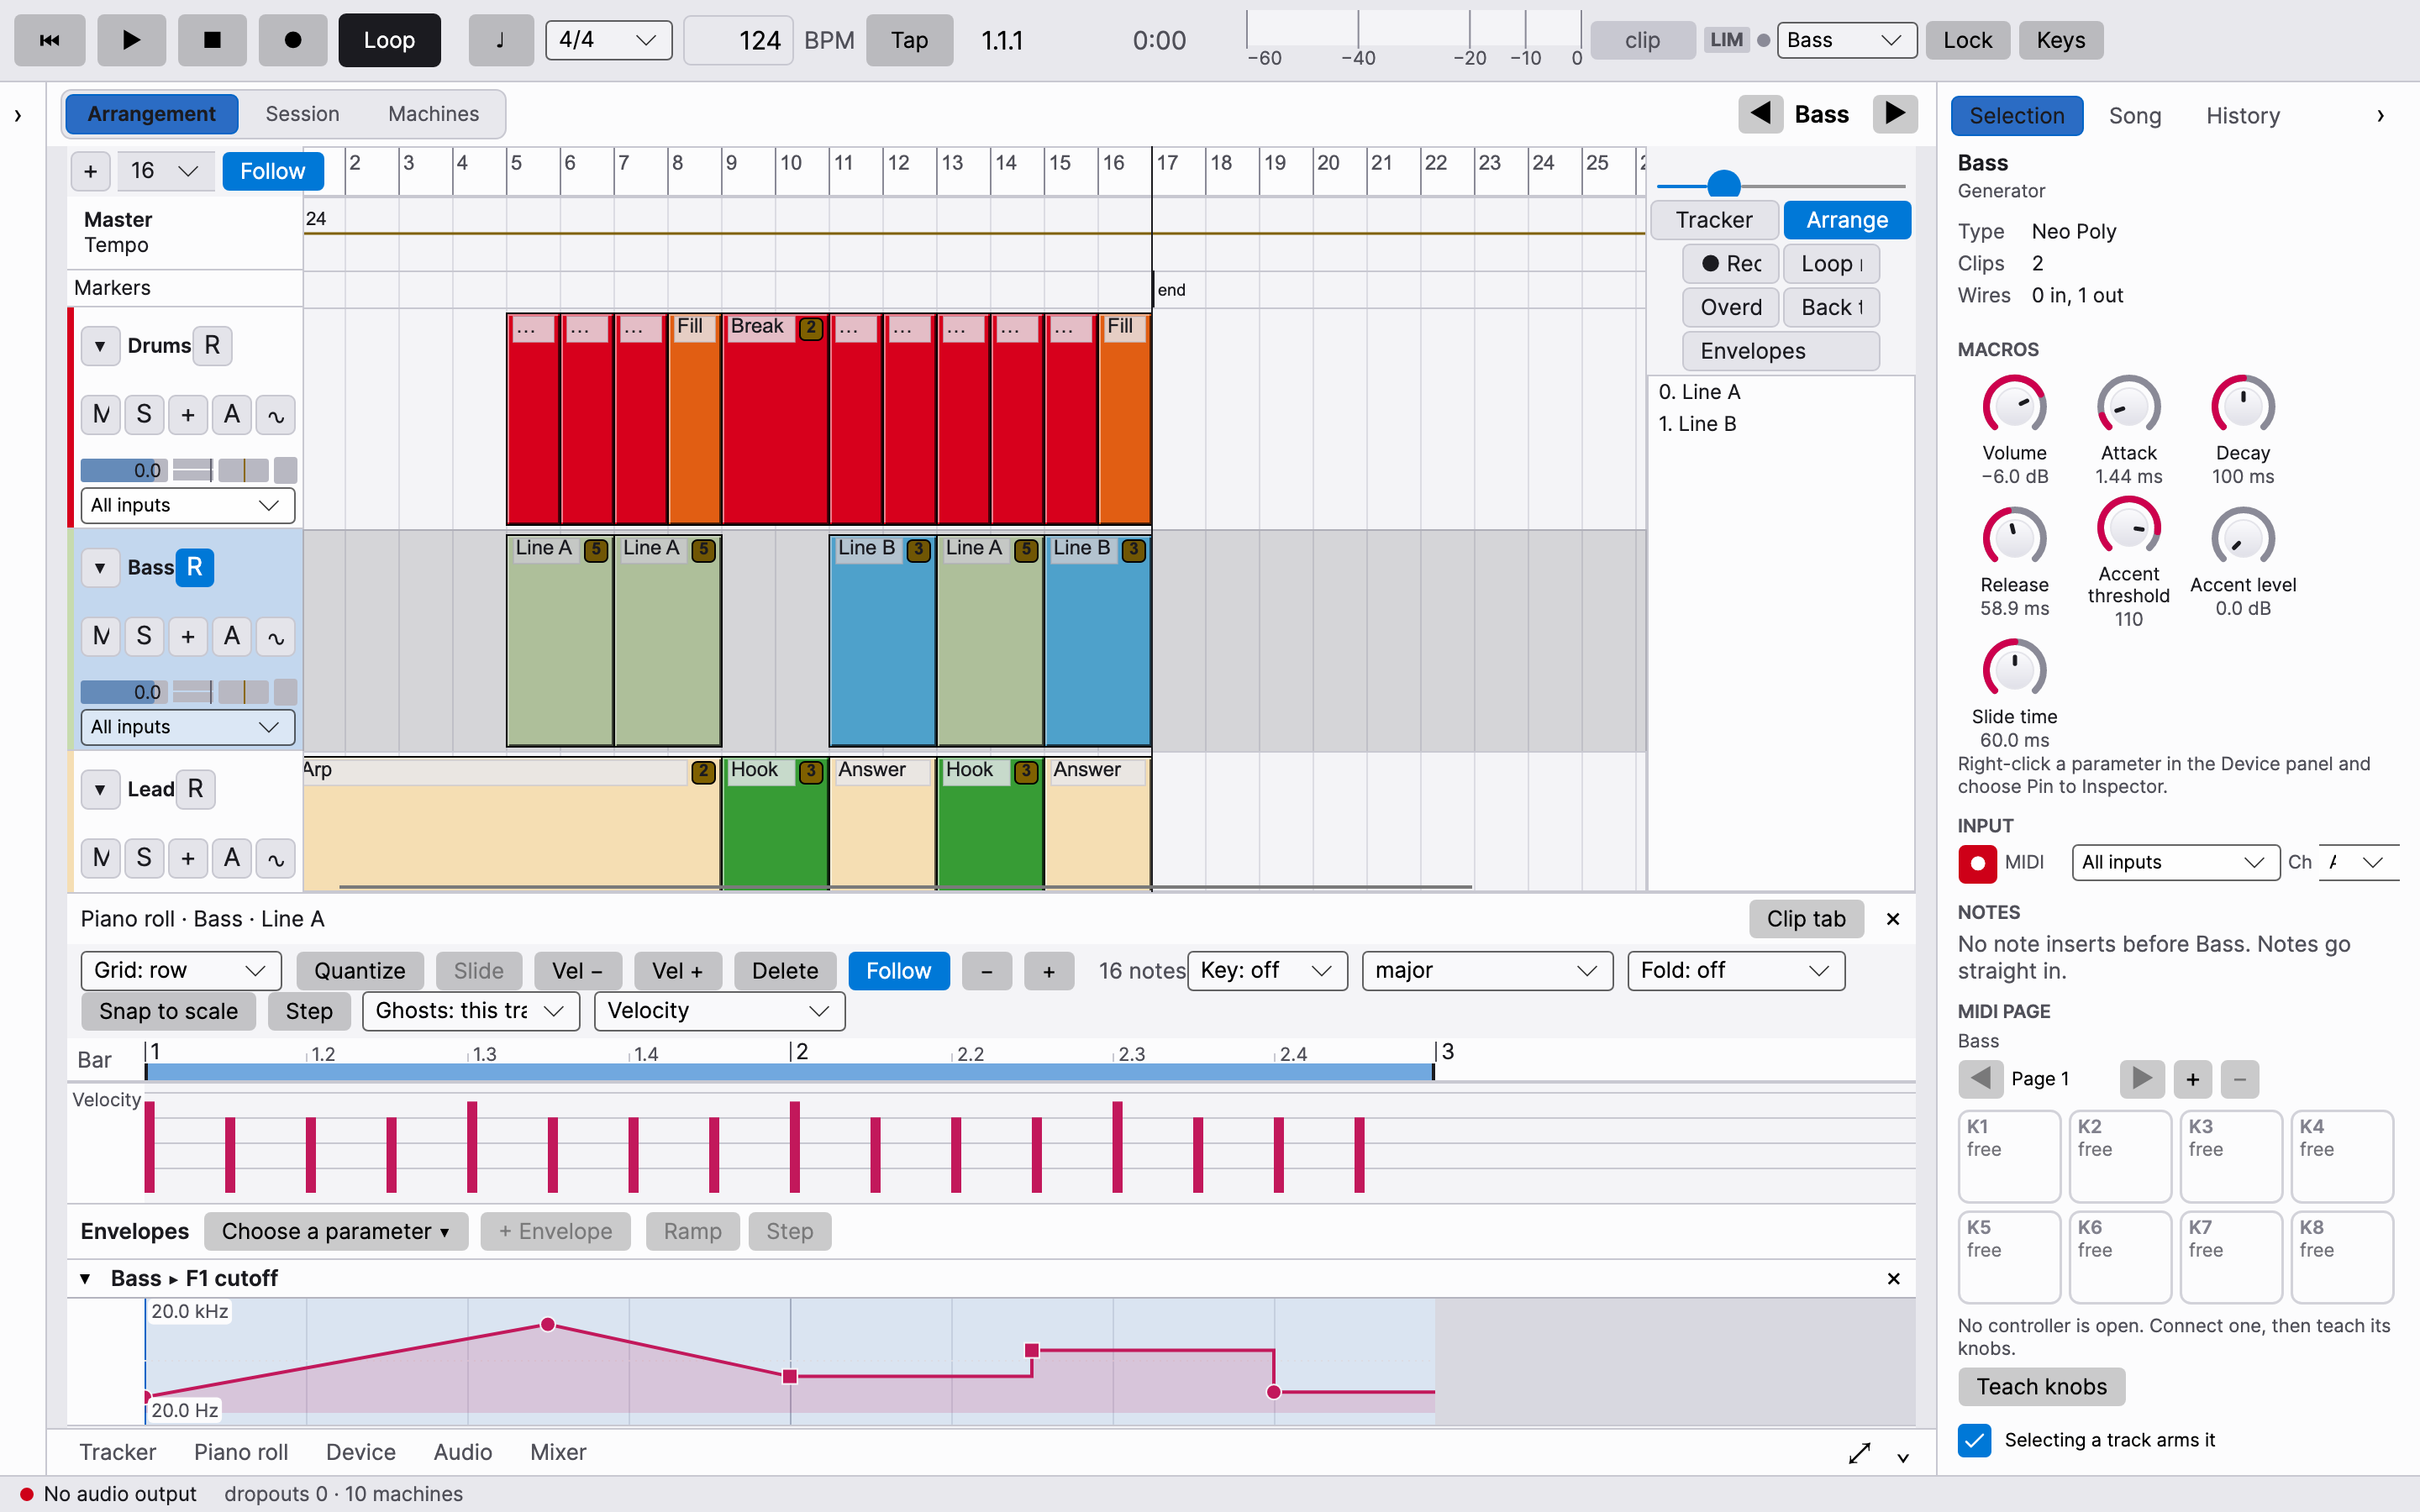 Loop
4/4
124 BPM
Tap
1.1.1
0:00
−60 −40 −20 −10 0
clip
LIM
Bass
Lock
Keys
Arrangement
Session
Machines
Bass
Selection
Song
History
+ 16 Follow
2 3 4 5 6 7 8 9 10 11 12 13 14 15 16 17 18 19 20 21 22 23 24 25
Master
Tempo
24
Markers
end
Tracker
Arrange
Rec
Loop
Overd
Back t
Envelopes
0. Line A
1. Line B
Drums R
... ... ... Fill Break 2 ... ... ... ... ... Fill
M S + A
0.0
All inputs
Bass R
Line A 5 Line A 5 Line B 3 Line A 5 Line B 3
M S + A
0.0
All inputs
Lead R
Arp 2 Hook 3 Answer Hook 3 Answer
M S + A
Bass
Generator
Type Neo Poly
Clips 2
Wires 0 in, 1 out
MACROS
Volume Attack Decay
−6.0 dB 1.44 ms 100 ms
Release
58.9 ms
Accent
threshold
110
Accent level
0.0 dB
Slide time
60.0 ms
Right-click a parameter in the Device panel and
choose Pin to Inspector.
INPUT
MIDI All inputs Ch
NOTES
No note inserts before Bass. Notes go
straight in.
MIDI PAGE
Bass
Page 1 + −
K1 K2 K3 K4
free free free free
K5 K6 K7 K8
free free free free
No controller is open. Connect one, then teach its
knobs.
Teach knobs
Selecting a track arms it
Piano roll · Bass · Line A
Clip tab
Grid: row
Quantize
Slide
Vel −
Vel +
Delete
Follow
− +
16 notes
Key: off
major
Fold: off
Snap to scale
Step
Ghosts: this tra
Velocity
Bar 1 1.2 1.3 1.4 2 2.2 2.3 2.4 3
Velocity
Envelopes
Choose a parameter
+ Envelope
Ramp
Step
Bass ▸ F1 cutoff
20.0 kHz
20.0 Hz
Tracker
Piano roll
Device
Audio
Mixer
No audio output
dropouts 0 · 10 machines